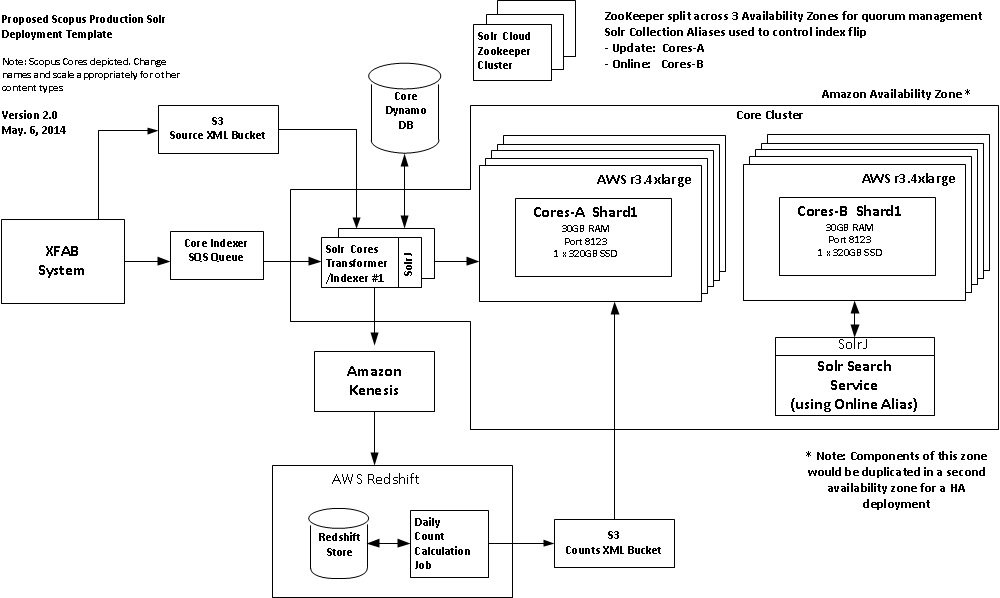 Proposed Scopus Production Solr
Deployment Template
Note: Scopus Cores depicted. Change
names and scale appropriately for other
content types
Version 2.0
May. 6, 2014
Solr Cloud
Zookeeper
Cluster
ZooKeeper split across 3 Availability Zones for quorum management
Solr Collection Aliases used to control index flip
- Update: Cores-A
- Online: Cores-B
Amazon Availability Zone *
Core Cluster
S3
Source XML Bucket
Core
Dynamo
DB
AWS r3.4xlarge
Cores-A Shard1
30GB RAM
Port 8123
1 x 320GB SSD
AWS r3.4xlarge
Cores-B Shard1
30GB RAM
Port 8123
1 x 320GB SSD
XFAB
System
Core Indexer
SQS Queue
Solr Cores
Transformer
/Indexer #1
SolrJ
SolrJ
Solr Search
Service
(using Online Alias)
Amazon
Kenesis
* Note: Components of this zone
would be duplicated in a second
availability zone for a HA
deployment
AWS Redshift
Redshift
Store
Daily
Count
Calculation
Job
S3
Counts XML Bucket